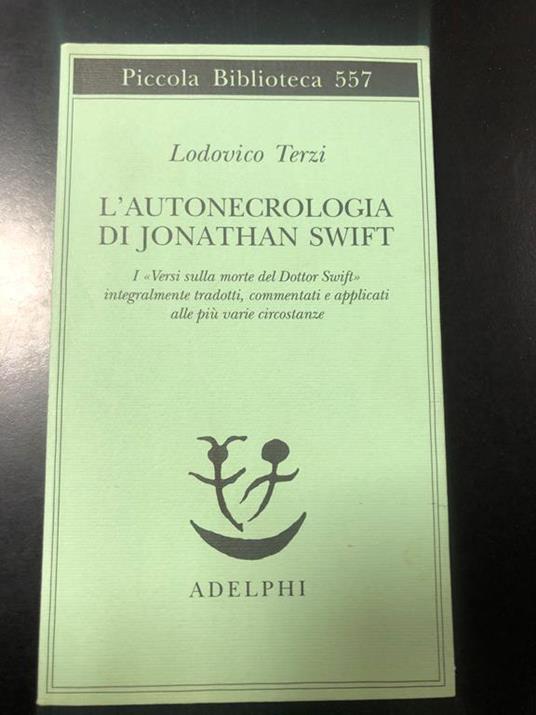 Piccola Biblioteca 557
Lodovico Terzi
L'AUTONECROLOGIA
DI JONATHAN SWIFT
I «Versi sulla morte del Dottor Swift»
integralmente tradotti, commentati e applicati
alle più varie circostanze
ADELPHI